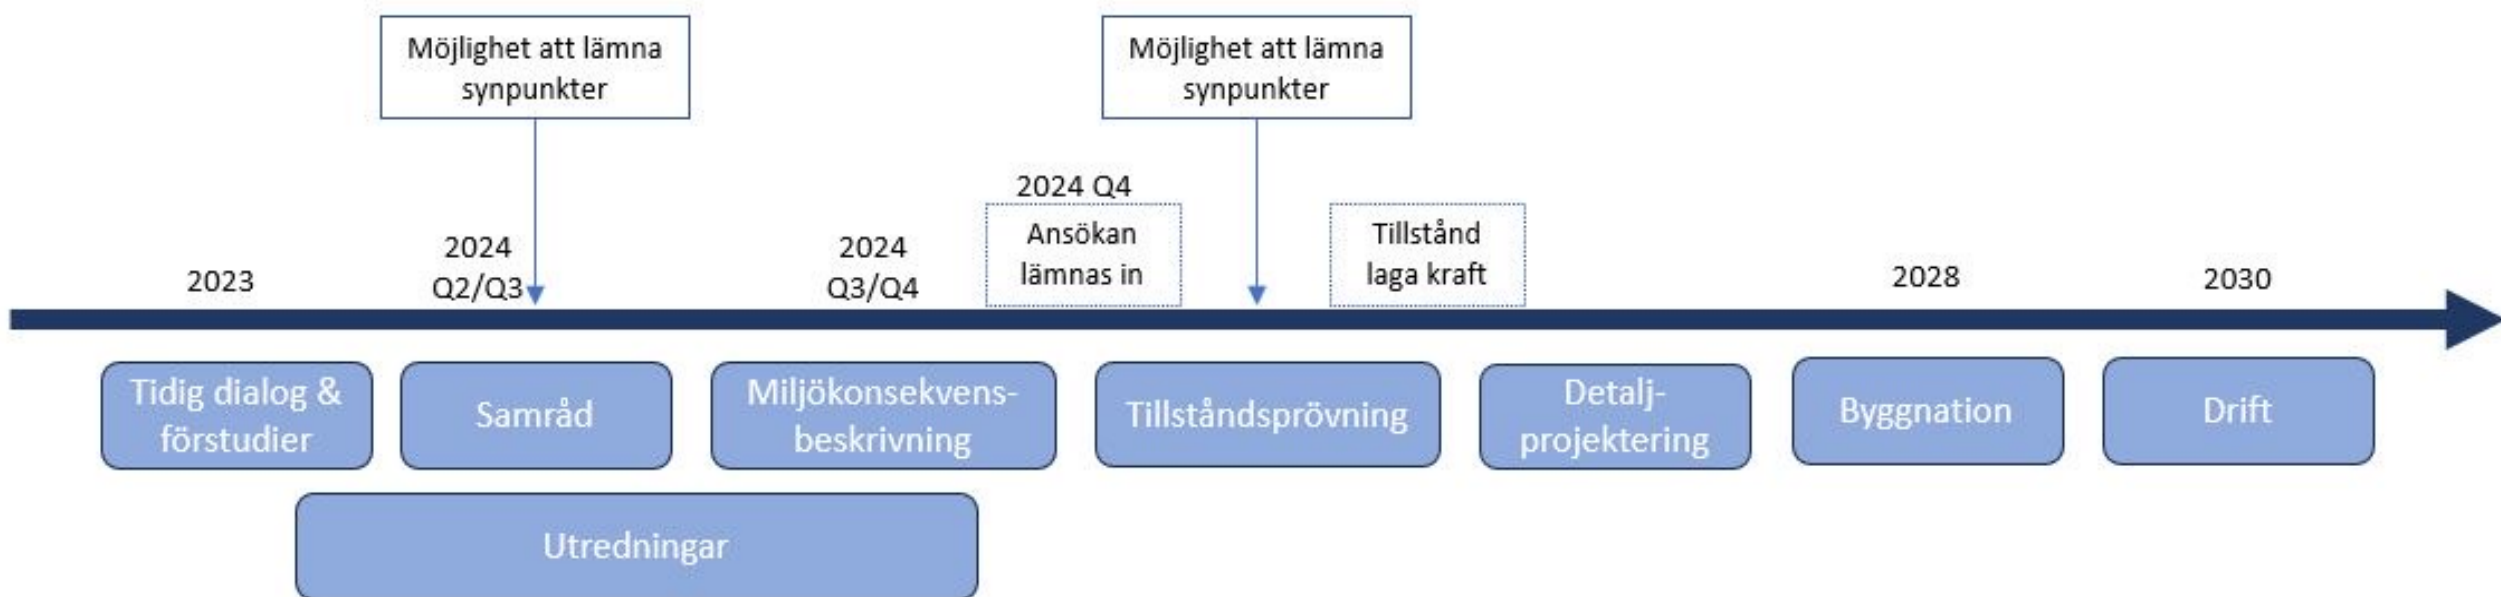 Möjlighet att lämna
synpunkter
Möjlighet att lämna
synpunkter
2023
2024
Q2/Q3
2024
Q3/Q4
2024 Q4
Ansökan
lämnas in
Tillstånd
laga kraft
2028
2030
Tidig dialog &
förstudier
Samråd
Miljökonsekvens-
beskrivning
Tillståndsprövning
Detalj-
projektering
Byggnation
Drift
Utredningar